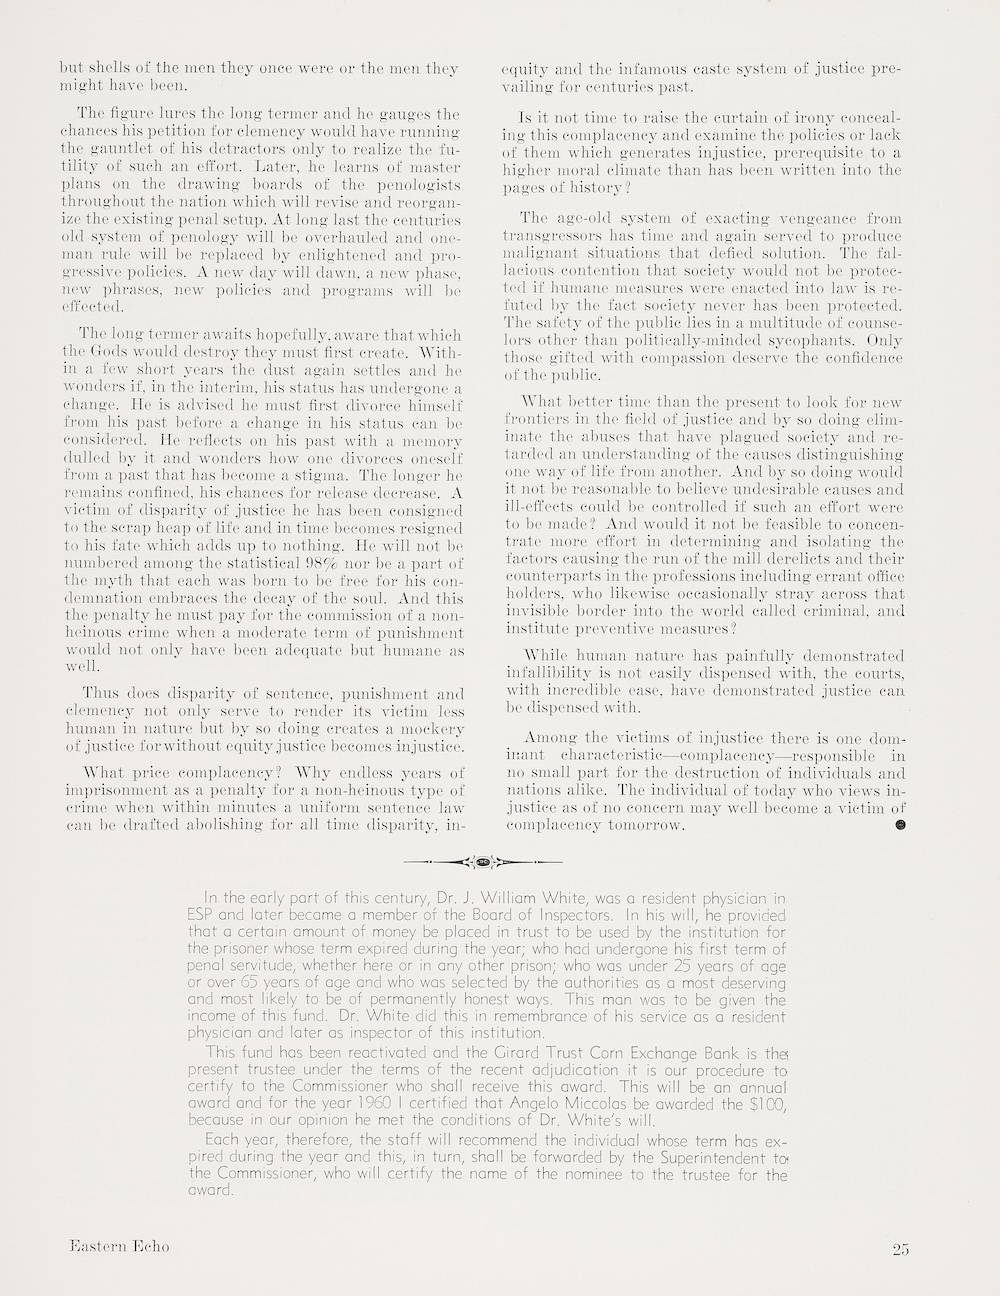 but shells of the men they once were or the men they
might have been.
The figure lures the long termer and he gauges the
chances his petition for clemency would have running
the gauntlet of his detractors only to realize the fu-
tility of such an effort. Later, he learns of master
plans on the drawing boards of the penologists
throughout the nation which will revise and reorgan-
ize the existing penal setup. At long last the centuries
old system of penology will be overhauled and one-
man rule will be replaced by enlightened and pro-
gressive policies. A new day will dawn, a new phase,
new phrases, new policies and programs will be
effected.
The long termer awaits hopefully, aware that which
the Gods would destroy they must first create. With-
in a few short years the dust again settles and he
wonders if, in the interim, his status has undergone a
change. He is advised he must first divorce himself
from his past before a change in his status can be
considered. He reflects on his past with a memory
dulled by it and wonders how one divorces oneself
from a past that has become a stigma. The longer he
remains confined, his chances for release decrease. A
victim of disparity of justice he has been consigned
to the scrap heap of life and in time becomes resigned
to his fate which adds up to nothing. He will not be
numbered among the statistical 98% nor be a part of
the myth that each was born to be free for his con-
demnation embraces the decay of the soul. And this
the penalty he must pay for the commission of a non-
heinous crime when a moderate term of punishment
would not only have been adequate but humane as
well.
Thus does disparity of sentence, punishment and
clemency not only serve to render its victim less
human in nature but by so doing creates a mockery
of justice for without equity justice becomes injustice.
What price complacency? Why endless years of
imprisonment as a penalty for a non-heinous type of
crime when within minutes a uniform sentence law
can be drafted abolishing for all time disparity, in-
equity and the infamous caste system of justice pre-
vailing for centuries past.
Is it not time to raise the curtain of irony conceal-
ing this complacency and examine the policies or lack
of them which generates injustice, prerequisite to a
higher moral climate than has been written into the
pages of history?
The age-old system of exacting vengeance from
transgressors has time and again served to produce
malignant situations that defied solution. The fal-
lacious contention that society would not be protec-
ted if humane measures were enacted into law is re-
futed by the fact society never has been protected.
The safety of the public lies in a multitude of counse-
lors other than politically-minded sycophants. Only
those gifted with compassion deserve the confidence
of the public.
What better time than the present to look for new
frontiers in the field of justice and by so doing elim-
inate the abuses that have plagued society and re-
tarded an understanding of the causes distinguishing
one way of life from another. And by so doing would
it not be reasonable to believe undesirable causes and
ill-effects could be controlled if such an effort were
to be made? And would it not be feasible to concen-
trate more effort in determining and isolating the
factors causing the run of the mill derelicts and their
counterparts in the professions including errant office
holders, who likewise occasionally stray across that
invisible border into the world called criminal, and
institute preventive measures?
While human nature has painfully demonstrated
infallibility is not easily dispensed with, the courts,
with incredible ease, have demonstrated justice can
be dispensed with.
Among the victims of injustice there is one dom-
inant characteristic—complacency—responsible in
no small part for the destruction of individuals and
nations alike. The individual of today who views in-
justice as of no concern may well become a victim of
complacency tomorrow.
In the early part of this century, Dr. J. William White, was a resident physician in
ESP and later became a member of the Board of Inspectors. In his will, he provided
that a certain amount of money be placed in trust to be used by the institution for
the prisoner whose term expired during the year; who had undergone his first term of
penal servitude, whether here or in any other prison; who was under 25 years of age
or over 65 years of age and who was selected by the authorities as a most deserving
and most likely to be of permanently honest ways. This man was to be given the
income of this fund. Dr. White did this in remembrance of his service as a resident
physician and later as inspector of this institution.
This fund has been reactivated and the Girard Trust Corn Exchange Bank is the
present trustee under the terms of the recent adjudication it is our procedure to
certify to the Commissioner who shall receive this award. This will be an annual
award and for the year 1960 I certified that Angelo Miccolas be awarded the $100,
because in our opinion he met the conditions of Dr. White's will.
Each year, therefore, the staff will recommend the individual whose term has ex-
pired during the year and this, in turn, shall be forwarded by the Superintendent to
the Commissioner, who will certify the name of the nominee to the trustee for the
award.
Eastern Echo
25